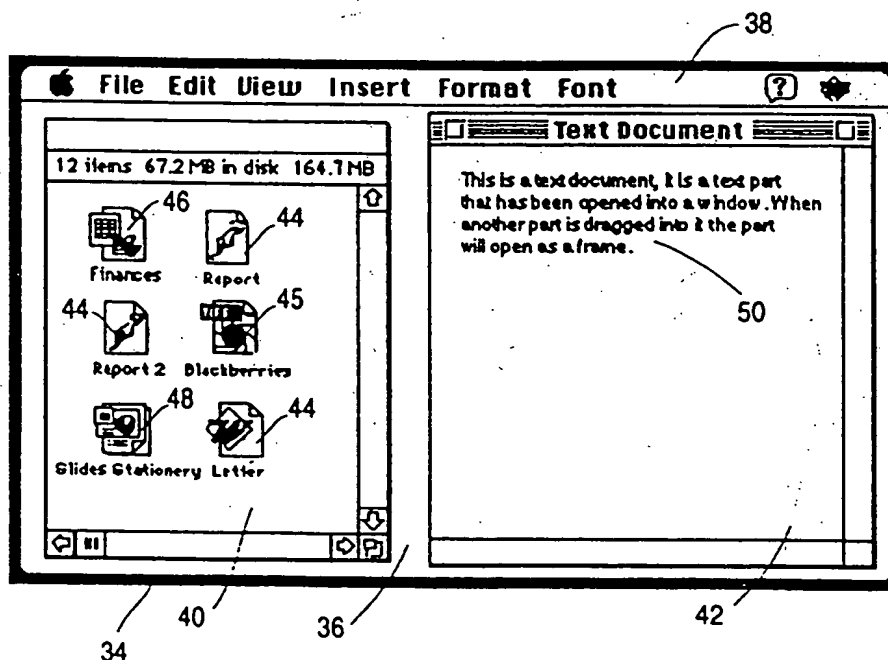 38
File Edit View Insert Format Font ?
Text Document
12 items 67.2 MB in disk 164.7 MB
This is a text document, it is a text part
that has been opened into a window. When
another part is dragged into it the part
will open as a frame.
46
44
Finances
Report
50
44
45
Report 2 Blackberries
48
44
Slides Stationery Letter
40
36
42
34